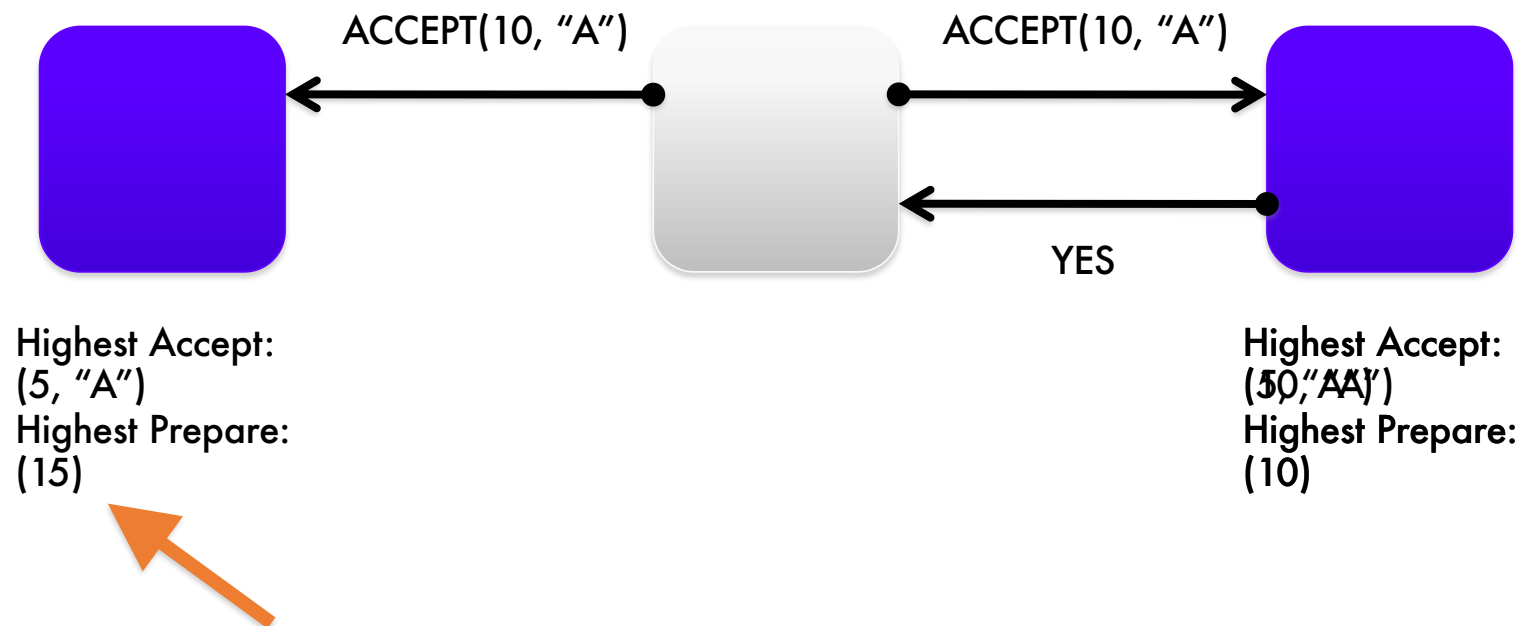 ACCEPT(10, “A”)
ACCEPT(10, “A”)
YES
Highest Accept:
(5, “A”)
Highest Prepare:
(15)
Highest Accept:
Highest Prepare:
(10)